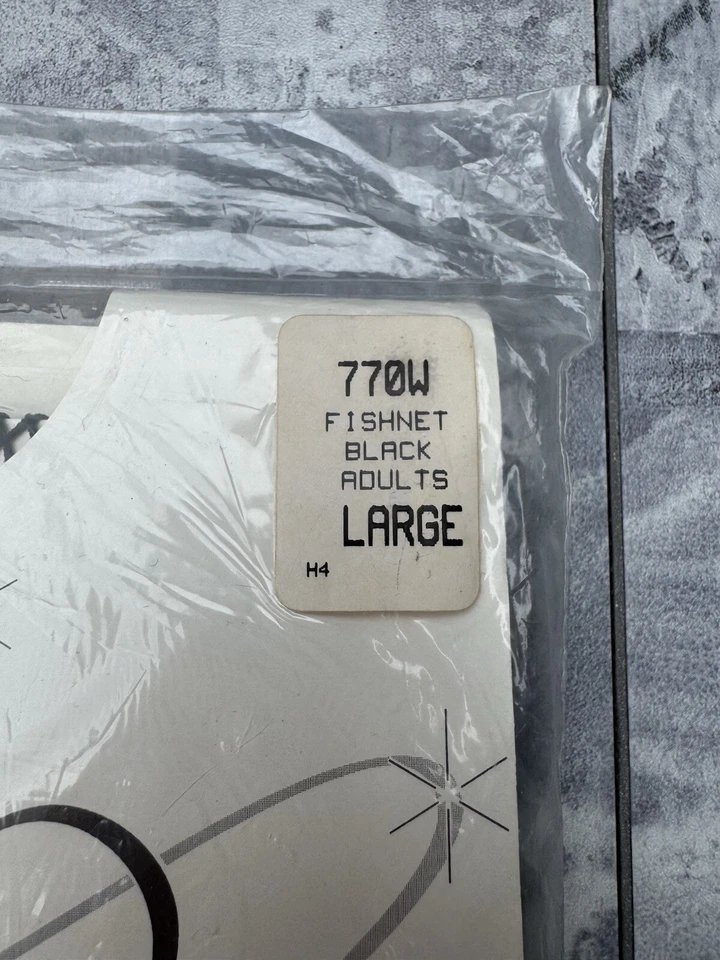 770W
FISHNET
BLACK
ADULTS
LARGE
H4